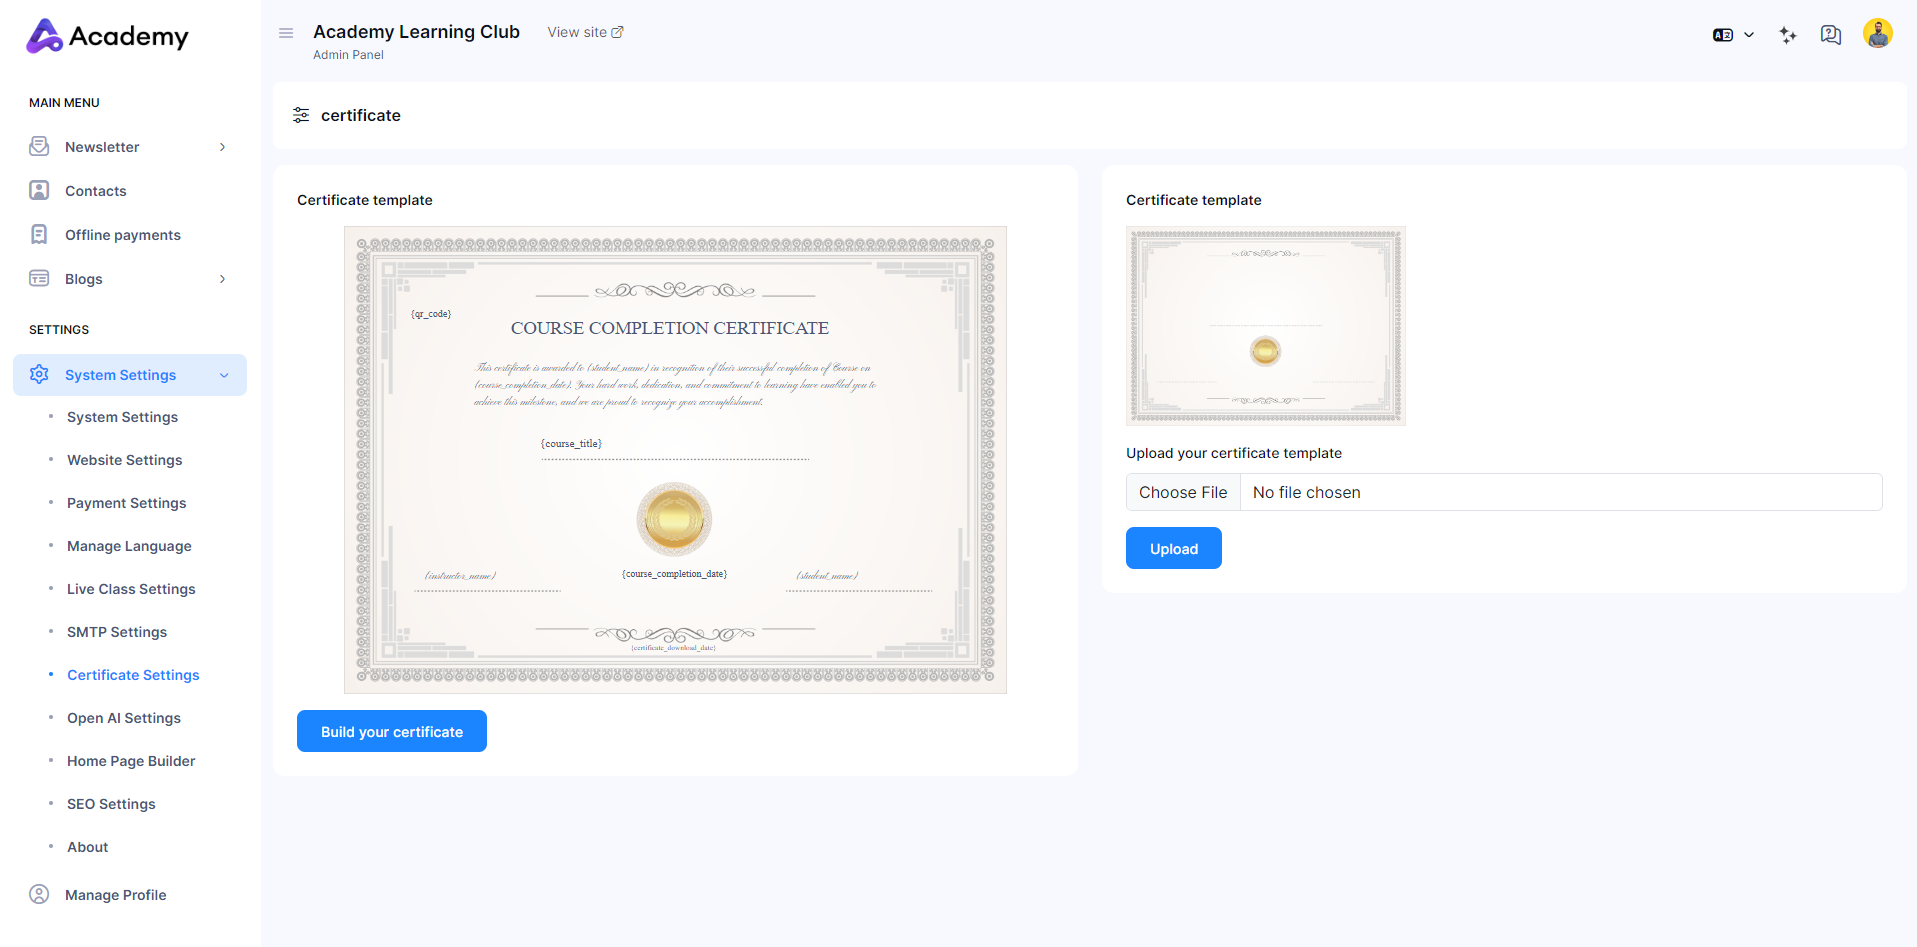 Academy
MAIN MENU
Newsletter
Contacts
Offline payments
Blogs
SETTINGS
System Settings
System Settings
Website Settings
Payment Settings
Manage Language
Live Class Settings
SMTP Settings
Certificate Settings
Open AI Settings
Home Page Builder
SEO Settings
About
Manage Profile
Academy Learning Club
View site
Admin Panel
certificate
Certificate template
{qr_code}
COURSE COMPLETION CERTIFICATE
This certificate is awarded to {student_name} in recognition of their successful completion of Course on
{course_completion_date}. Your hard work, dedication, and commitment to learning have enabled you to
achieve this milestone, and we are proud to recognize your accomplishment.
{course_title}
{instructor_name}
{course_completion_date}
{student_name}
{certificate_download_date}
Build your certificate
Certificate template
Upload your certificate template
Choose File
No file chosen
Upload